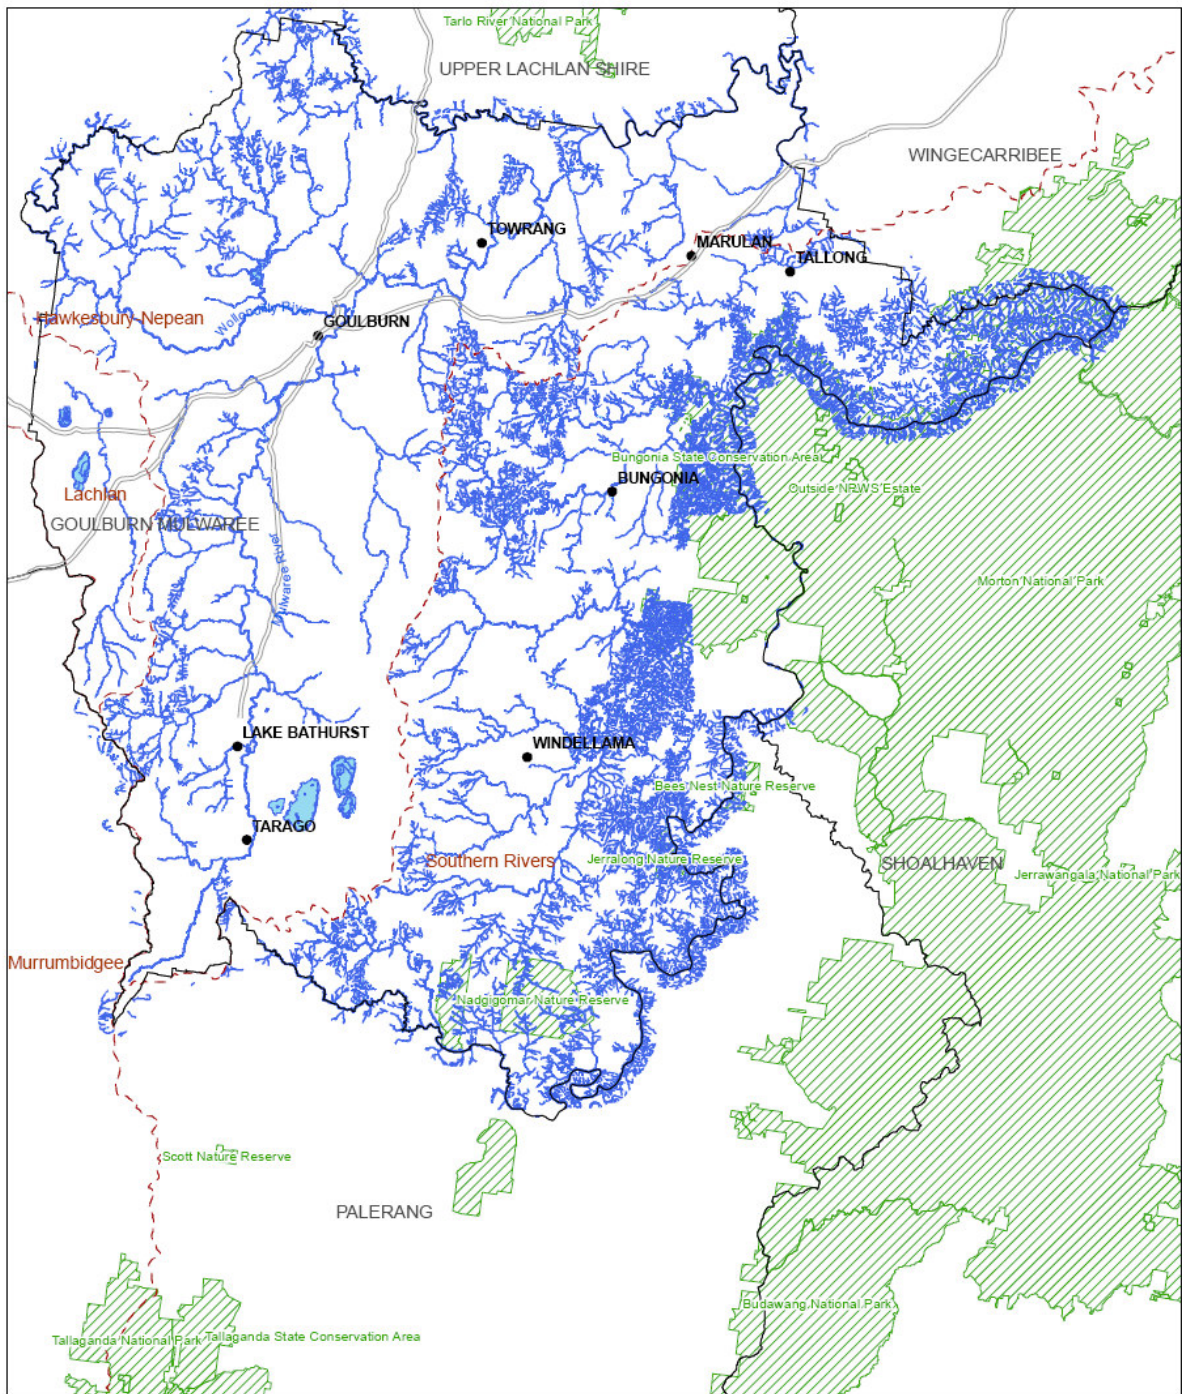 Tarlo River National Park
UPPER LACHLAN SHIRE
WINGECARRIBEE
TOWRANG
MARULAN
TALLONG
Hawkesbury-Nepean
Wollondilly River
GOULBURN
Bungonia State Conservation Area
BUNGONIA
Outside NPWS Estate
Lachlan
GOULBURN MULWAREE
Mulwaree River
Morton National Park
LAKE BATHURST
WINDELLAMA
Bees Nest Nature Reserve
TARAGO
Southern Rivers
Jerralong Nature Reserve
SHOALHAVEN
Jerrawangala National Park
Murrumbidgee
Nadgigomar Nature Reserve
Scott Nature Reserve
PALERANG
Budawang National Park
Tallaganda National Park
Tallaganda State Conservation Area